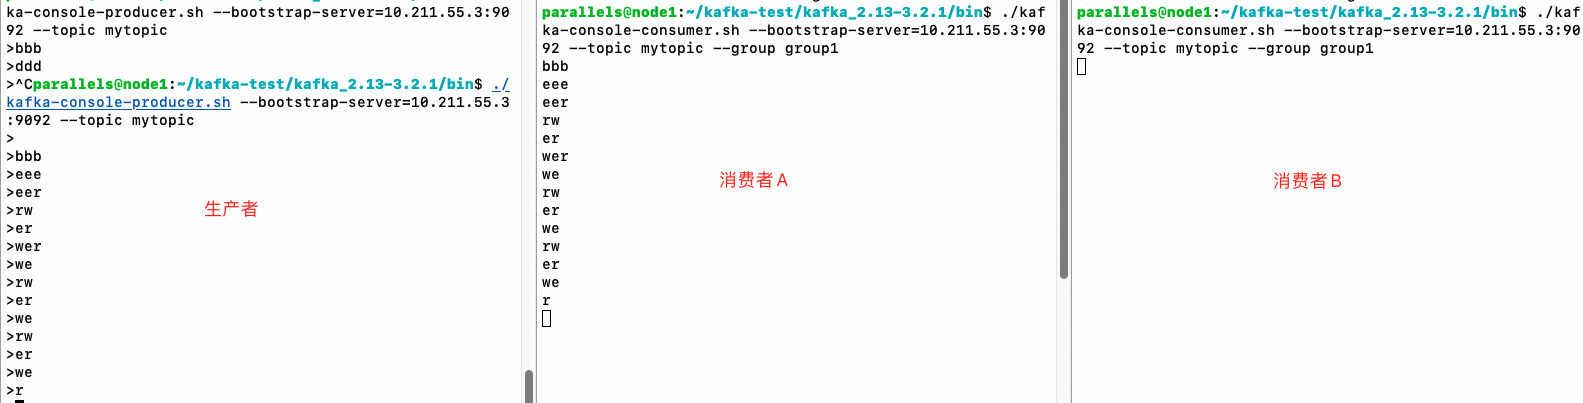 ka-console-producer.sh --bootstrap-server=10.211.55.3:90
92 --topic mytopic
>bbb
>ddd
>^Cparallels@node1:~/kafka-test/kafka_2.13-3.2.1/bin$ ./
kafka-console-producer.sh --bootstrap-server=10.211.55.3
:9092 --topic mytopic
>
>bbb
>eee
>eer
>rw
>er
>wer
>we
>rw
>er
>we
>rw
>er
>we
>r
生产者
parallels@node1:~/kafka-test/kafka_2.13-3.2.1/bin$ ./kaf
ka-console-consumer.sh --bootstrap-server=10.211.55.3:90
92 --topic mytopic --group group1
bbb
eee
eer
rw
er
wer
we
rw
er
we
rw
er
we
r
消费者A
parallels@node1:~/kafka-test/kafka_2.13-3.2.1/bin$ ./kaf
ka-console-consumer.sh --bootstrap-server=10.211.55.3:90
92 --topic mytopic --group group1
消费者B